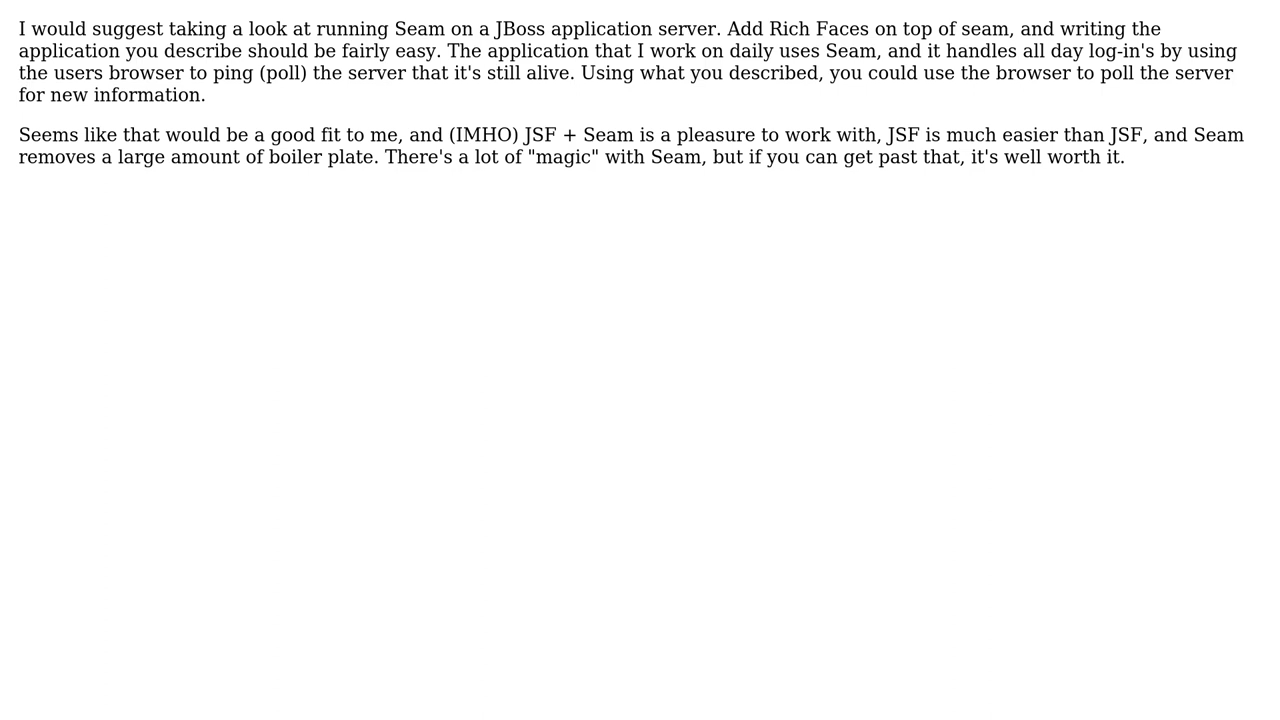 I would suggest taking a look at running Seam on a JBoss application server. Add Rich Faces on top of seam, and writing the
application you describe should be fairly easy. The application that I work on daily uses Seam, and it handles all day log-in's by using
the users browser to ping (poll) the server that it's still alive. Using what you described, you could use the browser to poll the server
for new information.
Seems like that would be a good fit to me, and (IMHO) JSF + Seam is a pleasure to work with, JSF is much easier than JSF, and Seam
removes a large amount of boiler plate. There's a lot of "magic" with Seam, but if you can get past that, it's well worth it.